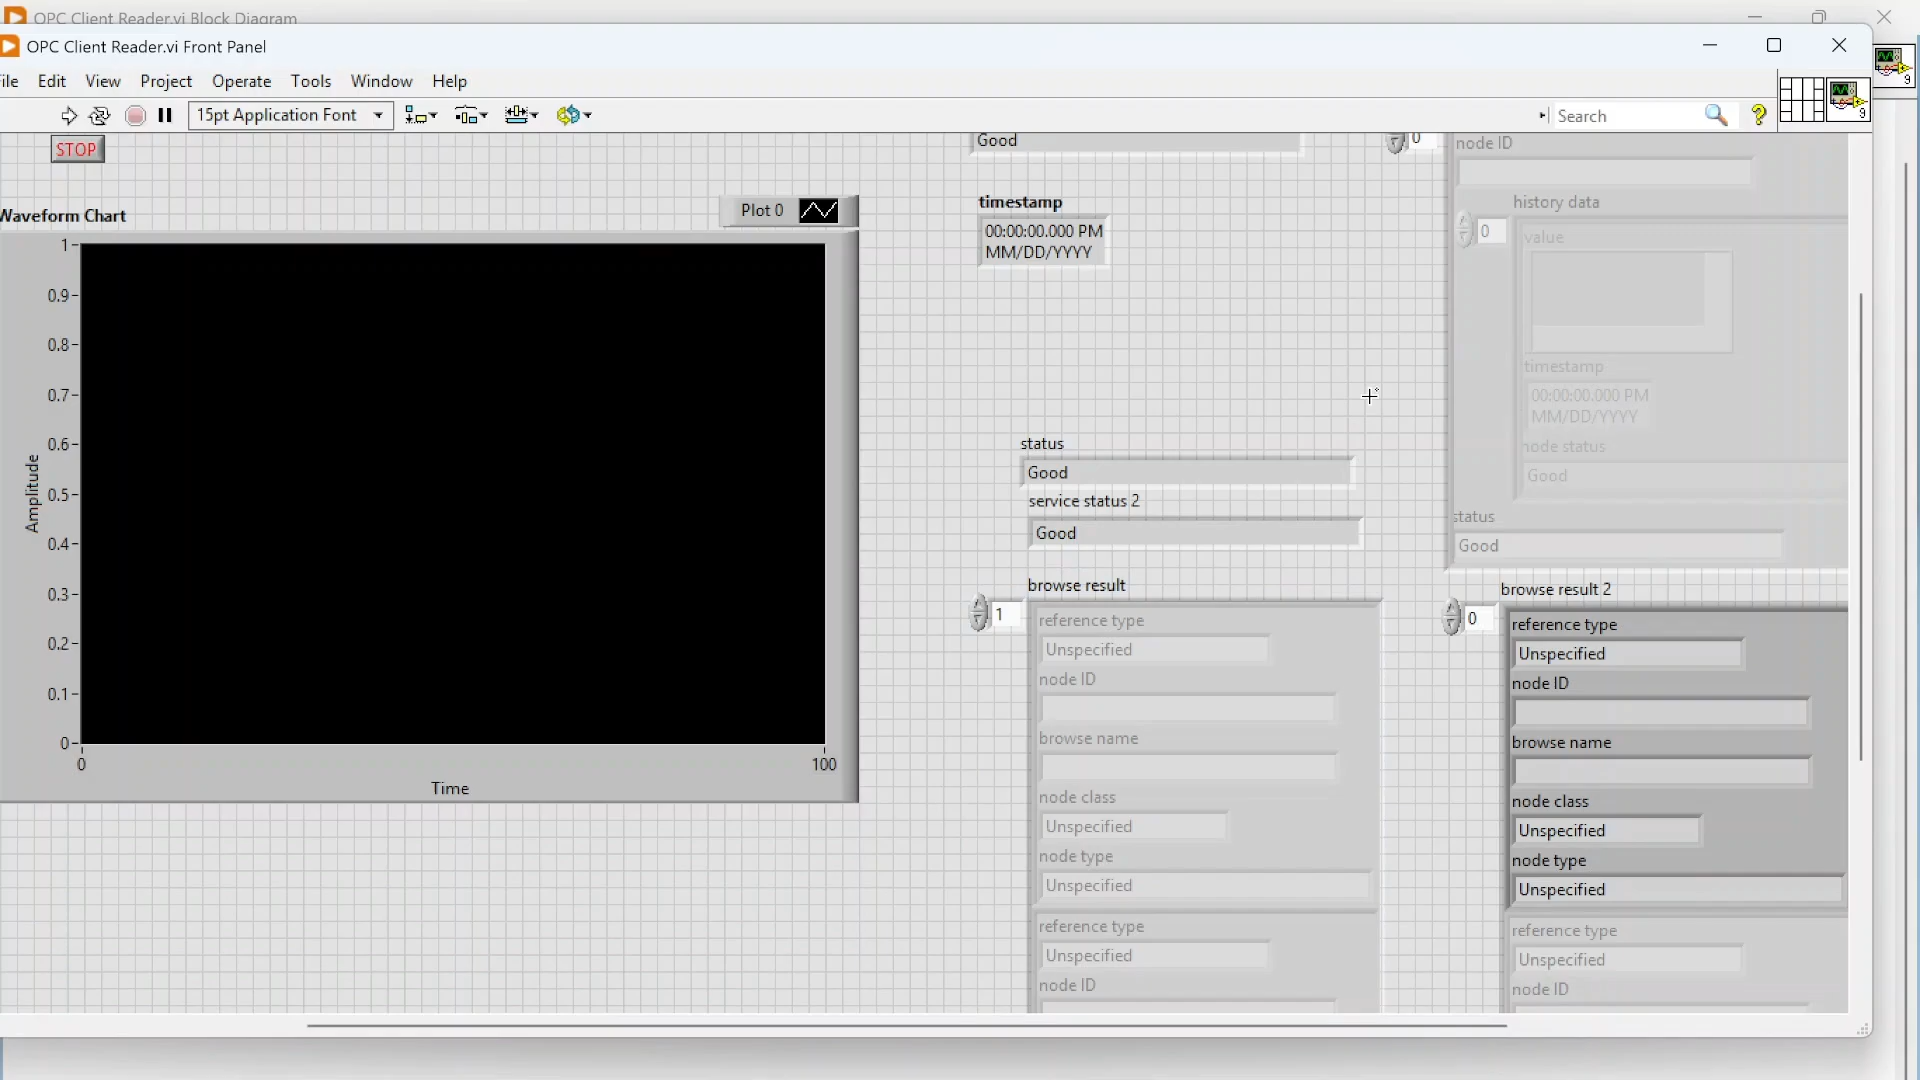 OPC Client Reader.vi Block Diagram
OPC Client Reader.vi Front Panel
ile Edit View Project Operate Tools Window Help
15pt Application Font
Search
9
9
STOP
Waveform Chart
Plot 0
1
0.9
0.8
0.7
0.6
0.5
0.4
0.3
0.2
0.1
0
Amplitude
0
100
Time
Good
timestamp
00:00:00.000 PM
MM/DD/YYYY
status
Good
service status 2
Good
browse result
1
reference type
Unspecified
node ID
browse name
node class
Unspecified
node type
Unspecified
reference type
Unspecified
node ID
0
node ID
history data
0
value
timestamp
00:00:00.000 PM
MM/DD/YYYY
node status
Good
status
Good
browse result 2
0
reference type
Unspecified
node ID
browse name
node class
Unspecified
node type
Unspecified
reference type
Unspecified
node ID